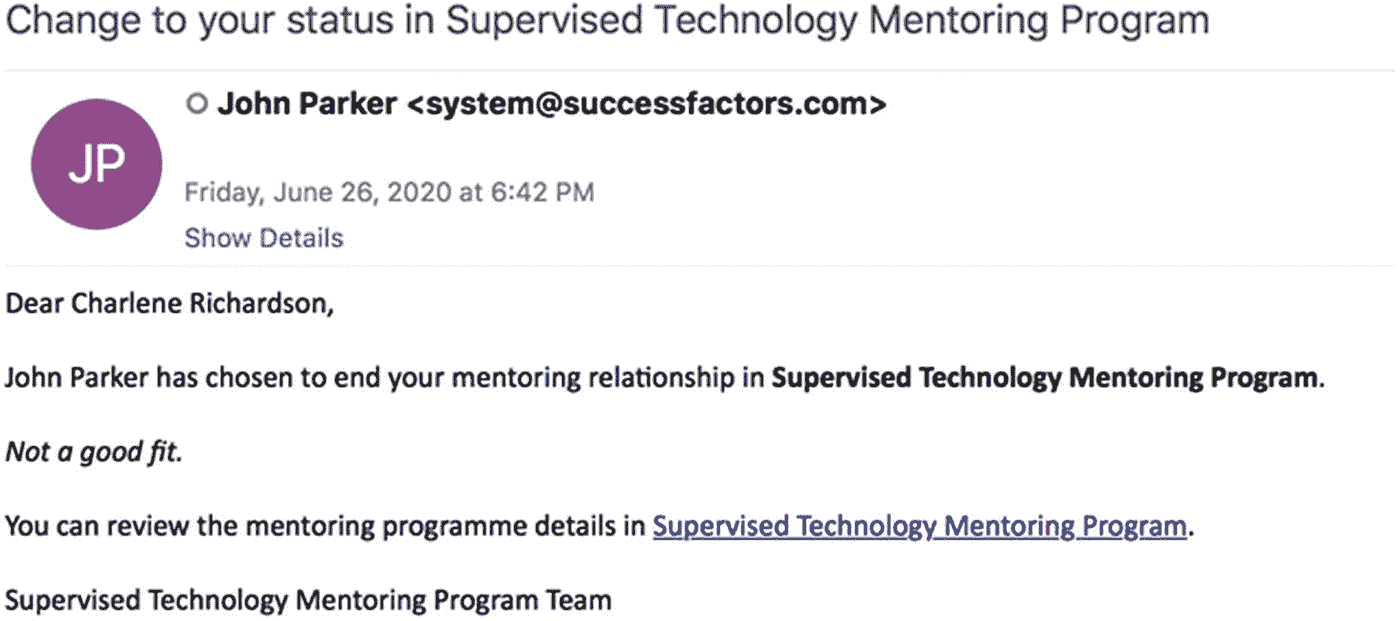 Change to your status in Supervised Technology Mentoring Program
John Parker <system@successfactors.com>
JP
Friday, June 26, 2020 at 6:42 PM
Show Details
Dear Charlene Richardson,
John Parker has chosen to end your mentoring relationship in Supervised Technology Mentoring Program.
Not a good fit.
You can review the mentoring programme details in Supervised Technology Mentoring Program.
Supervised Technology Mentoring Program Team